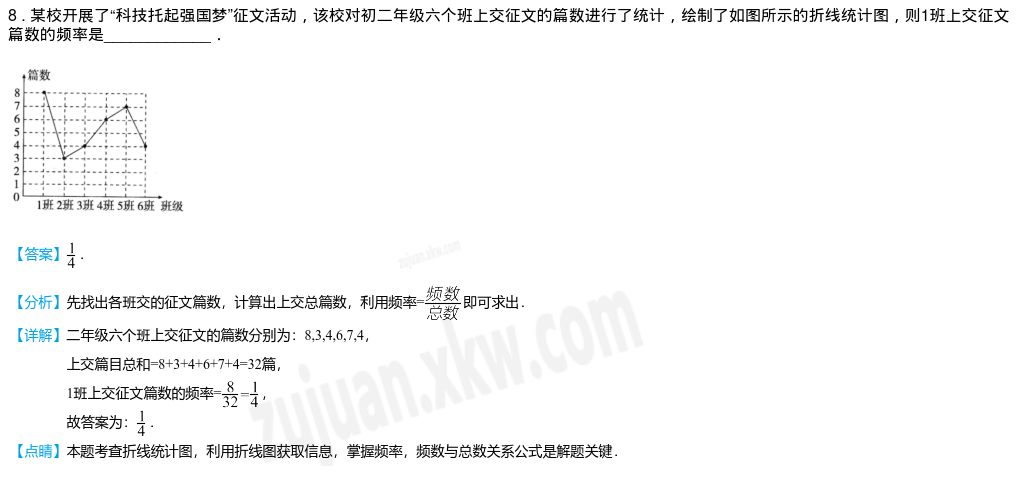 8．某校开展了“科技托起强国梦”征文活动，该校对初二年级六个班上交征文的篇数进行了统计，绘制了如图所示的折线统计图，则1班上交征文
篇数的频率是____________．
篇数
8
7
6
5
4
3
2
1
0
1班 2班 3班 4班 5班 6班 班级
【答案】1/4．
【分析】先找出各班交的征文篇数，计算出上交总篇数，利用频率=频数/总数即可求出．
【详解】二年级六个班上交征文的篇数分别为：8,3,4,6,7,4，
上交篇目总和=8+3+4+6+7+4=32篇，
1班上交征文篇数的频率=8/32=1/4，
故答案为：1/4．
【点睛】本题考查折线统计图，利用折线图获取信息，掌握频率，频数与总数关系公式是解题关键．
zujuan.xkw.com
zujuan.xkw.com